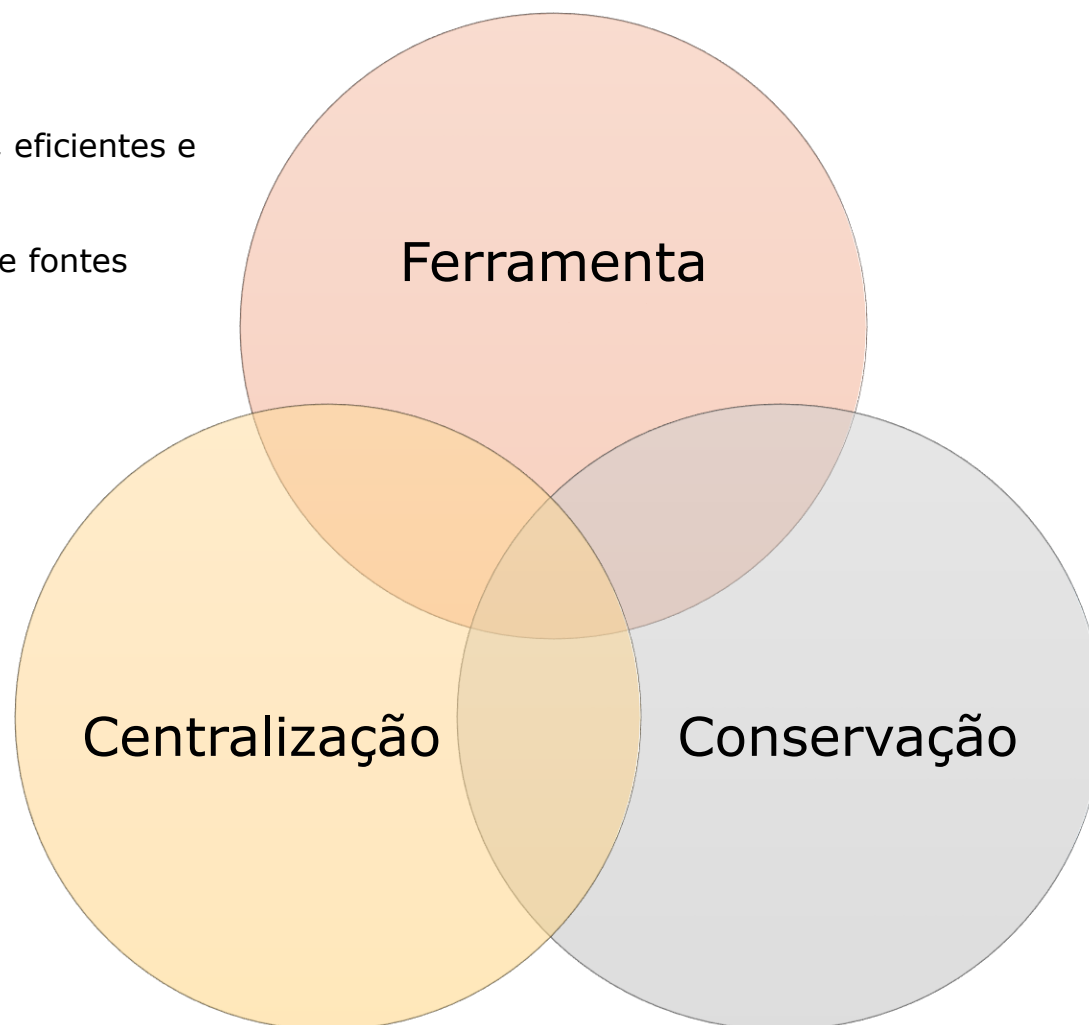 eficientes e
e fontes
Ferramenta
Centralização
Conservação